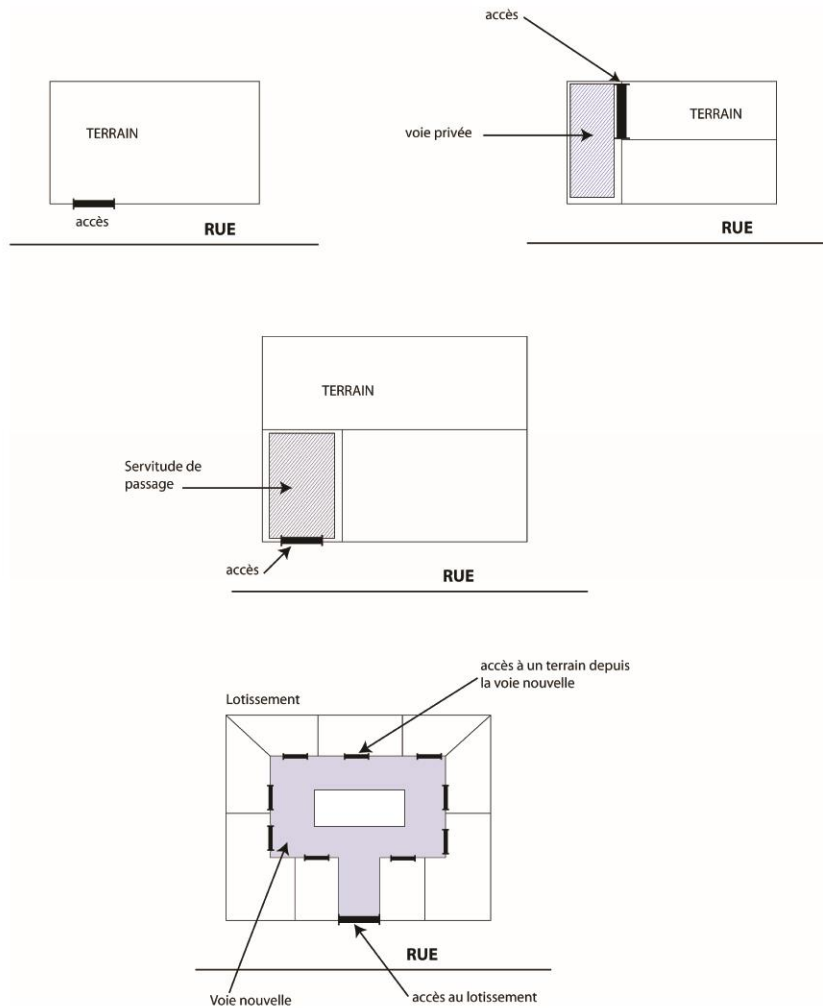 TERRAIN
accès
RUE
accès
voie privée
TERRAIN
RUE
TERRAIN
Servitude de
passage
accès
RUE
accès à un terrain depuis
la voie nouvelle
Lotissement
RUE
Voie nouvelle
accès au lotissement